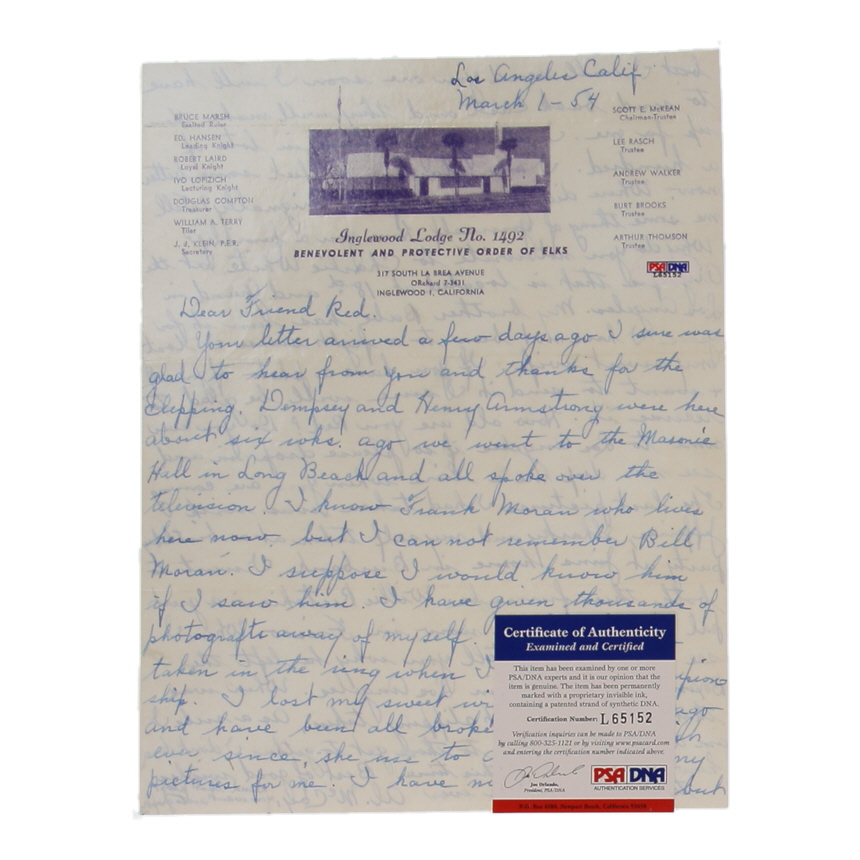 Los Angeles Calif.
March 1-54
BRUCE MARSH
Exalted Ruler
ED. HANSEN
Leading Knight
ROBERT LAIRD
Loyal Knight
IVO LOPIZICH
Lecturing Knight
DOUGLAS COMPTON
Treasurer
WILLIAM A. TERRY
Tiler
J. J. KLEIN, P.E.R.
Secretary
SCOTT E. McKEAN
Chairman-Trustee
LEE RASCH
Trustee
ANDREW WALKER
Trustee
BURT BROOKS
Trustee
ARTHUR THOMSON
Trustee
PSA DNA
L65152
Inglewood Lodge No. 1492
BENEVOLENT AND PROTECTIVE ORDER OF ELKS
317 SOUTH LA BREA AVENUE
ORchard 7-3431
INGLEWOOD 1, CALIFORNIA
Dear Friend Red.
Your letter arrived a few days ago I sure was
glad to hear from you and thanks for the
clipping. Dempsey and Henry Armstrong were here
about six wks. ago we went to the Masonic
Hall in Long Beach and all spoke over the
television. I know Frank Moran who lives
here now, but I can not remember Bill
Moran. I suppose I would know him
if I saw him. I have given thousands of
away of myself.
taken in the ring when I
ship. I lost my sweet ago
and have been all broke
ever since, she use to my
pictures for me. I have but
Certificate of Authenticity
Examined and Certified
This item has been examined by one or more
PSA/DNA experts and it is our opinion that the
item is genuine. The item has been permanently
marked with a proprietary invisible ink,
containing a patented strand of synthetic DNA.
Certification Number: L65152
Verification inquiries can be made to PSA/DNA
by calling 800-325-1121 or by visiting www.psacard.com
and entering the certification number indicated above.
Joe Orlando,
President, PSA/DNA
PSA DNA
AUTHENTICATION SERVICES
P.O. Box 6180, Newport Beach, California 92658